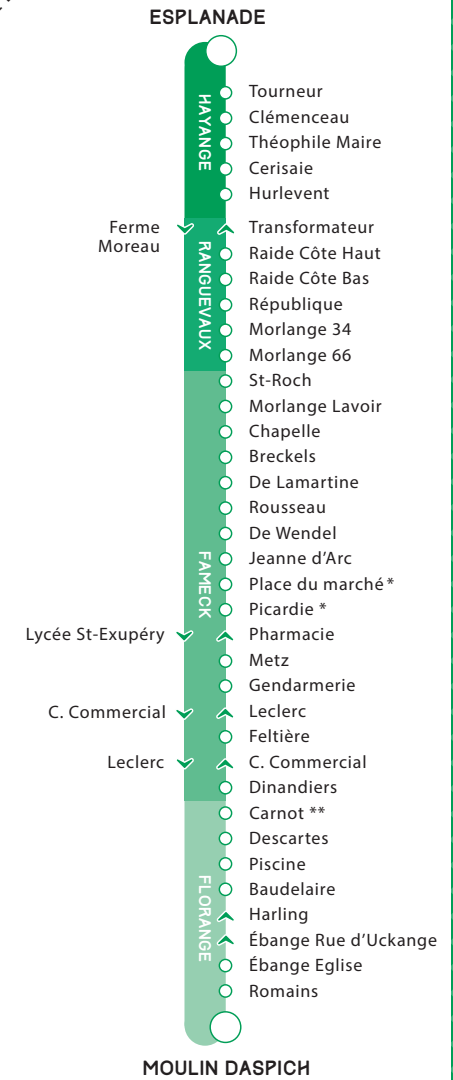 ESPLANADE
HAYANGE
Tourneur
Clémenceau
Théophile Maire
Cerisaie
Hurlevent
Ferme
Moreau
Transformateur
RANGUEVAUX
Raide Côte Haut
Raide Côte Bas
République
Morlange 34
Morlange 66
St-Roch
Morlange Lavoir
Chapelle
Breckels
De Lamartine
Rousseau
De Wendel
FAMECK
Jeanne d’Arc
Place du marché *
Picardie *
Lycée St-Exupéry
Pharmacie
Metz
Gendarmerie
C. Commercial
Leclerc
Feltière
Leclerc
C. Commercial
Dinandiers
Carnot **
Descartes
Piscine
FLORANGE
Baudelaire
Harling
Ébange Rue d’Uckange
Ébange Eglise
Romains
MOULIN DASPICH